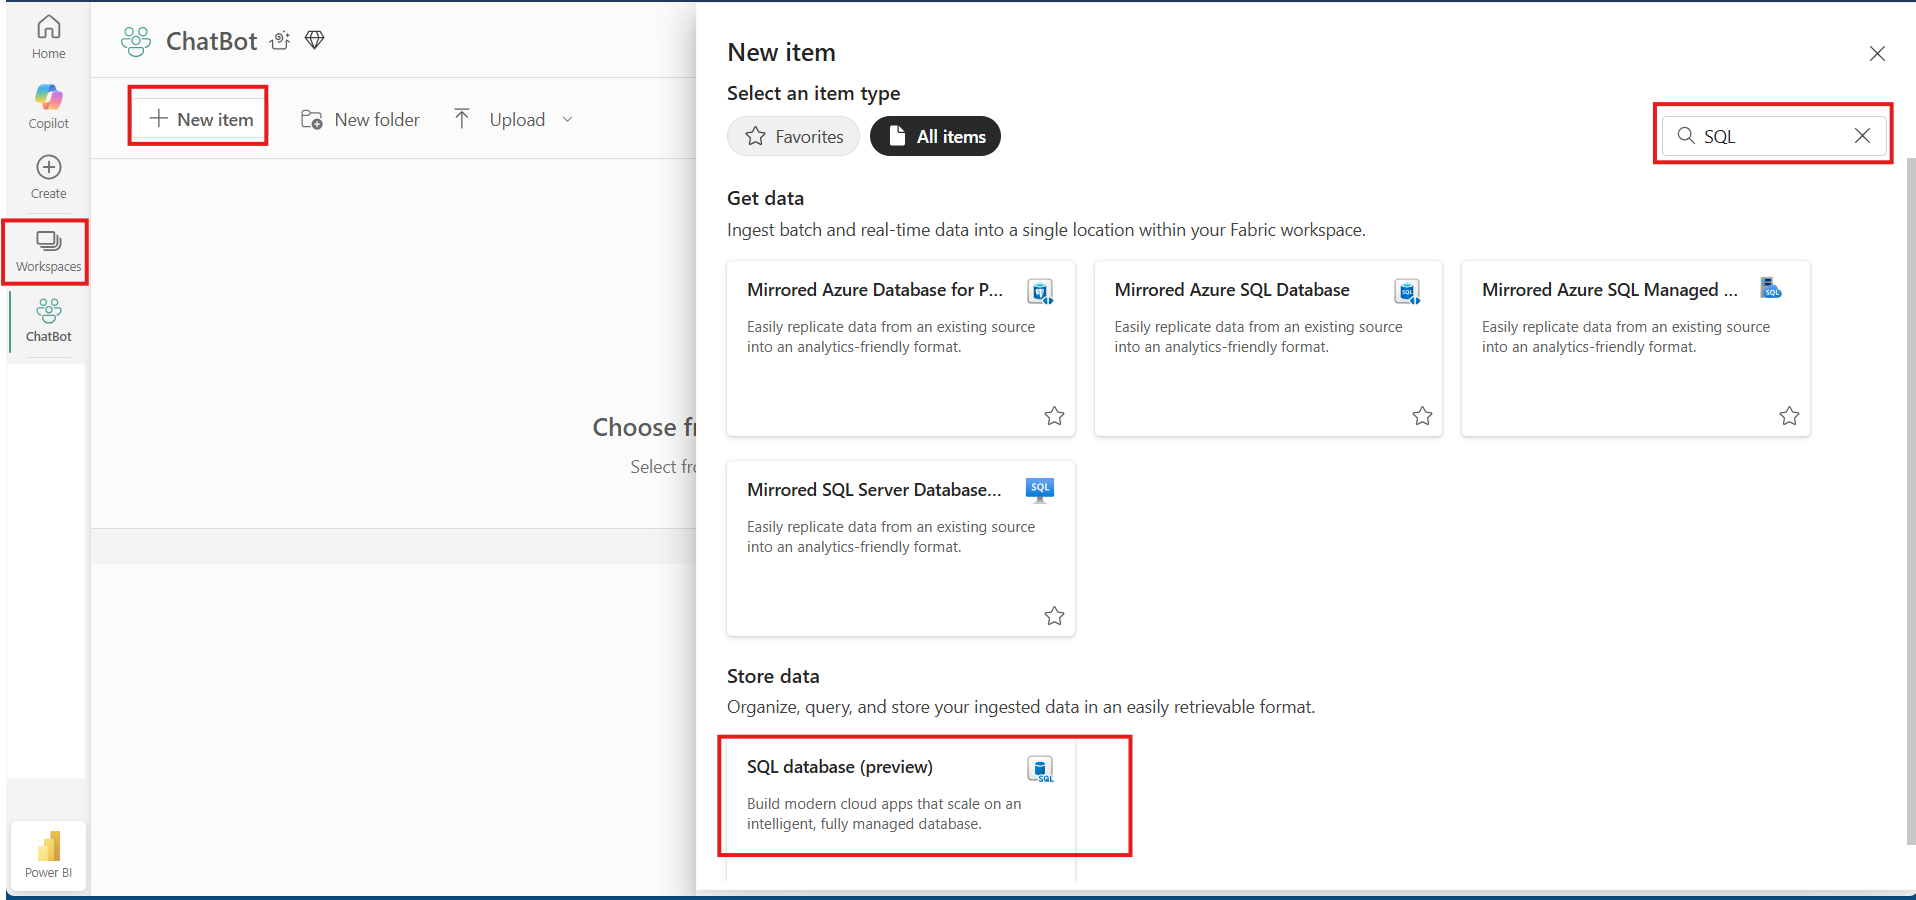 Home
Copilot
Create
Workspaces
ChatBot
Power BI
ChatBot
New item
New folder
Upload
Choose fr
Select fro
New item
Select an item type
Favorites
All items
SQL
Get data
Ingest batch and real-time data into a single location within your Fabric workspace.
Mirrored Azure Database for P...
Easily replicate data from an existing source
into an analytics-friendly format.
Mirrored Azure SQL Database
SQL
Easily replicate data from an existing source
into an analytics-friendly format.
Mirrored Azure SQL Managed ...
SQL
Easily replicate data from an existing source
into an analytics-friendly format.
Mirrored SQL Server Database...
SQL
Easily replicate data from an existing source
into an analytics-friendly format.
Store data
Organize, query, and store your ingested data in an easily retrievable format.
SQL database (preview)
SQL
Build modern cloud apps that scale on an
intelligent, fully managed database.